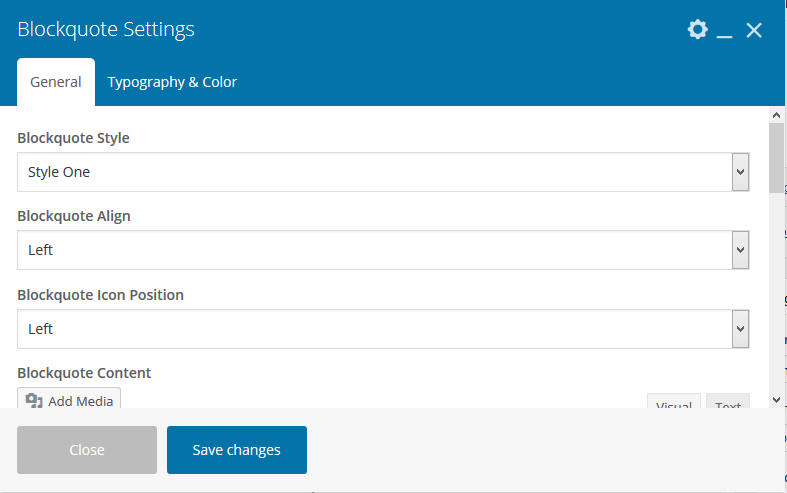 Blockquote Settings
General
Typography & Color
Blockquote Style
Style One
Blockquote Align
Left
Blockquote Icon Position
Left
Blockquote Content
Add Media
Visual
Text
Close
Save changes